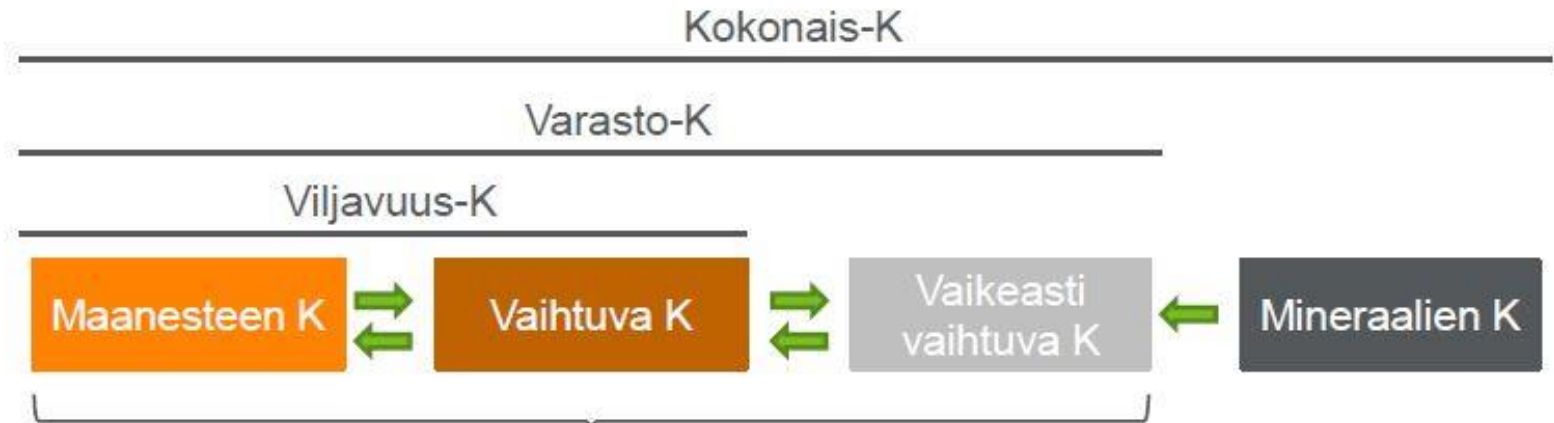 Kokonais-K
Varasto-K
Viljavuus-K
Maanesteen K
Vaihtuva K
Vaikeasti
vaihtuva K
Mineraalien K